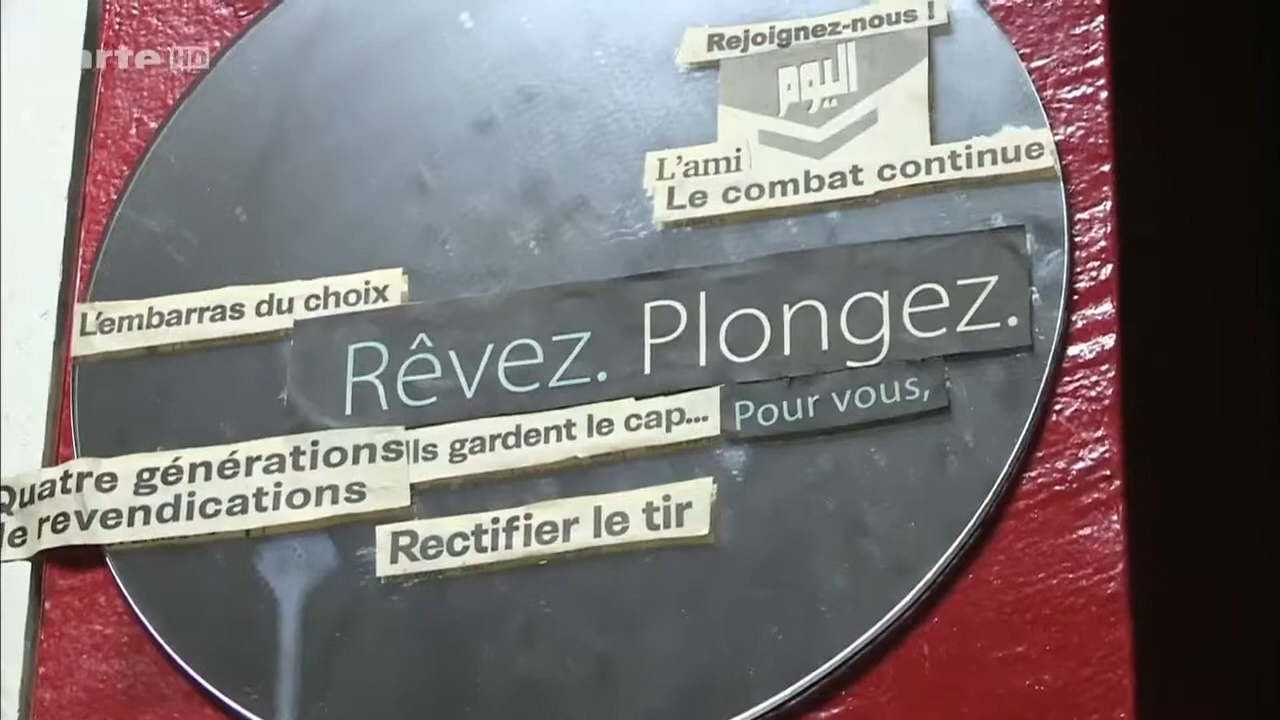 arte HD
Rejoignez-nous !
اليوم
L'ami
Le combat continue
L'embarras du choix
Rêvez. Plongez.
Pour vous,
Ils gardent le cap...
Quatre générations
de revendications
Rectifier le tir